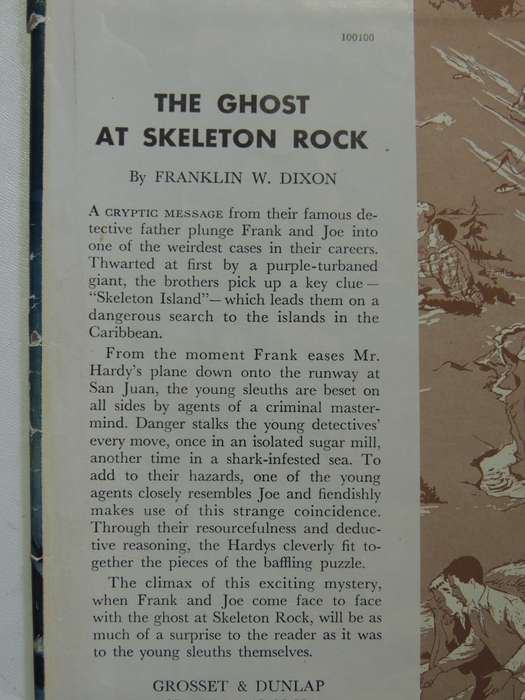 100100
THE GHOST
AT SKELETON ROCK
By FRANKLIN W. DIXON
A CRYPTIC MESSAGE from their famous de-
tective father plunge Frank and Joe into
one of the weirdest cases in their careers.
Thwarted at first by a purple-turbaned
giant, the brothers pick up a key clue—
"Skeleton Island"—which leads them on a
dangerous search to the islands in the
Caribbean.
From the moment Frank eases Mr.
Hardy's plane down onto the runway at
San Juan, the young sleuths are beset on
all sides by agents of a criminal master-
mind. Danger stalks the young detectives'
every move, once in an isolated sugar mill,
another time in a shark-infested sea. To
add to their hazards, one of the young
agents closely resembles Joe and fiendishly
makes use of this strange coincidence.
Through their resourcefulness and deduc-
tive reasoning, the Hardys cleverly fit to-
gether the pieces of the baffling puzzle.
The climax of this exciting mystery,
when Frank and Joe come face to face
with the ghost at Skeleton Rock, will be as
much of a surprise to the reader as it was
to the young sleuths themselves.
GROSSET & DUNLAP